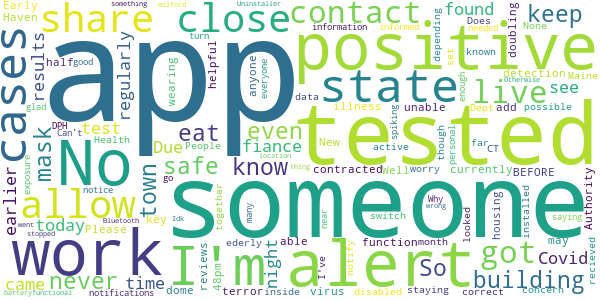 Early
Haven
share
close
contact
found
Does
keep
None
Uninstaller
something
milford
informed
needed
turn
information
depending
set
known
doubling
half
good
results
regularly
helpful
wearing
anyone
everyone
app
positive
cases
state
data
live
detection
Maine
enough
see
Otherwise
glad
DPH
Can't
test
mask
eat
even
illness
unable
Dept
add
possible
spiking
tested
Health
People
Due
fiance
New
active
though
personal
far
CT
No
safe
know
contracted
Well
worry
currently
BEFORE
earlier
exposure
allow
town
go
location
thing
together
near
Why
wrong
looked
installed
saying
Authority
notice
someone
today
Bluetooth
key
many
switch
housing
may
went
stopped
Please
Idk
able
I've
notify
function
month
So
got
Covid
recieved
work
I'm
alert
ederly
night
came
never
time
reviews
48pm
disabled
correct
building
notifications
dome
terror
inside
virus
staying
concern
batteryfunctional